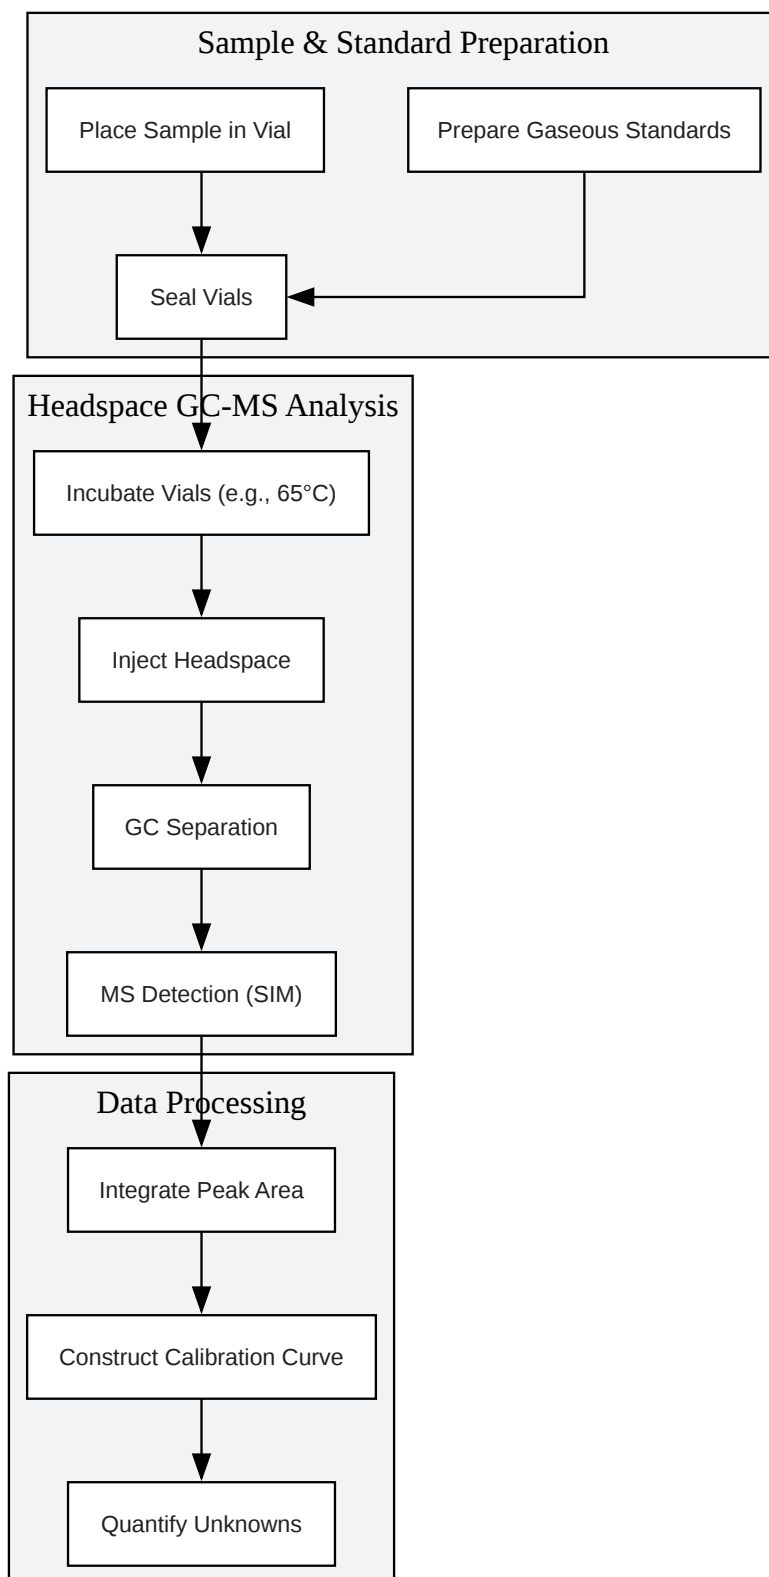 Sample & Standard Preparation
Place Sample in Vial
Prepare Gaseous Standards
Seal Vials
Headspace GC-MS Analysis
Incubate Vials (e.g., 65°C)
Inject Headspace
GC Separation
MS Detection (SIM)
Data Processing
Integrate Peak Area
Construct Calibration Curve
Quantify Unknowns